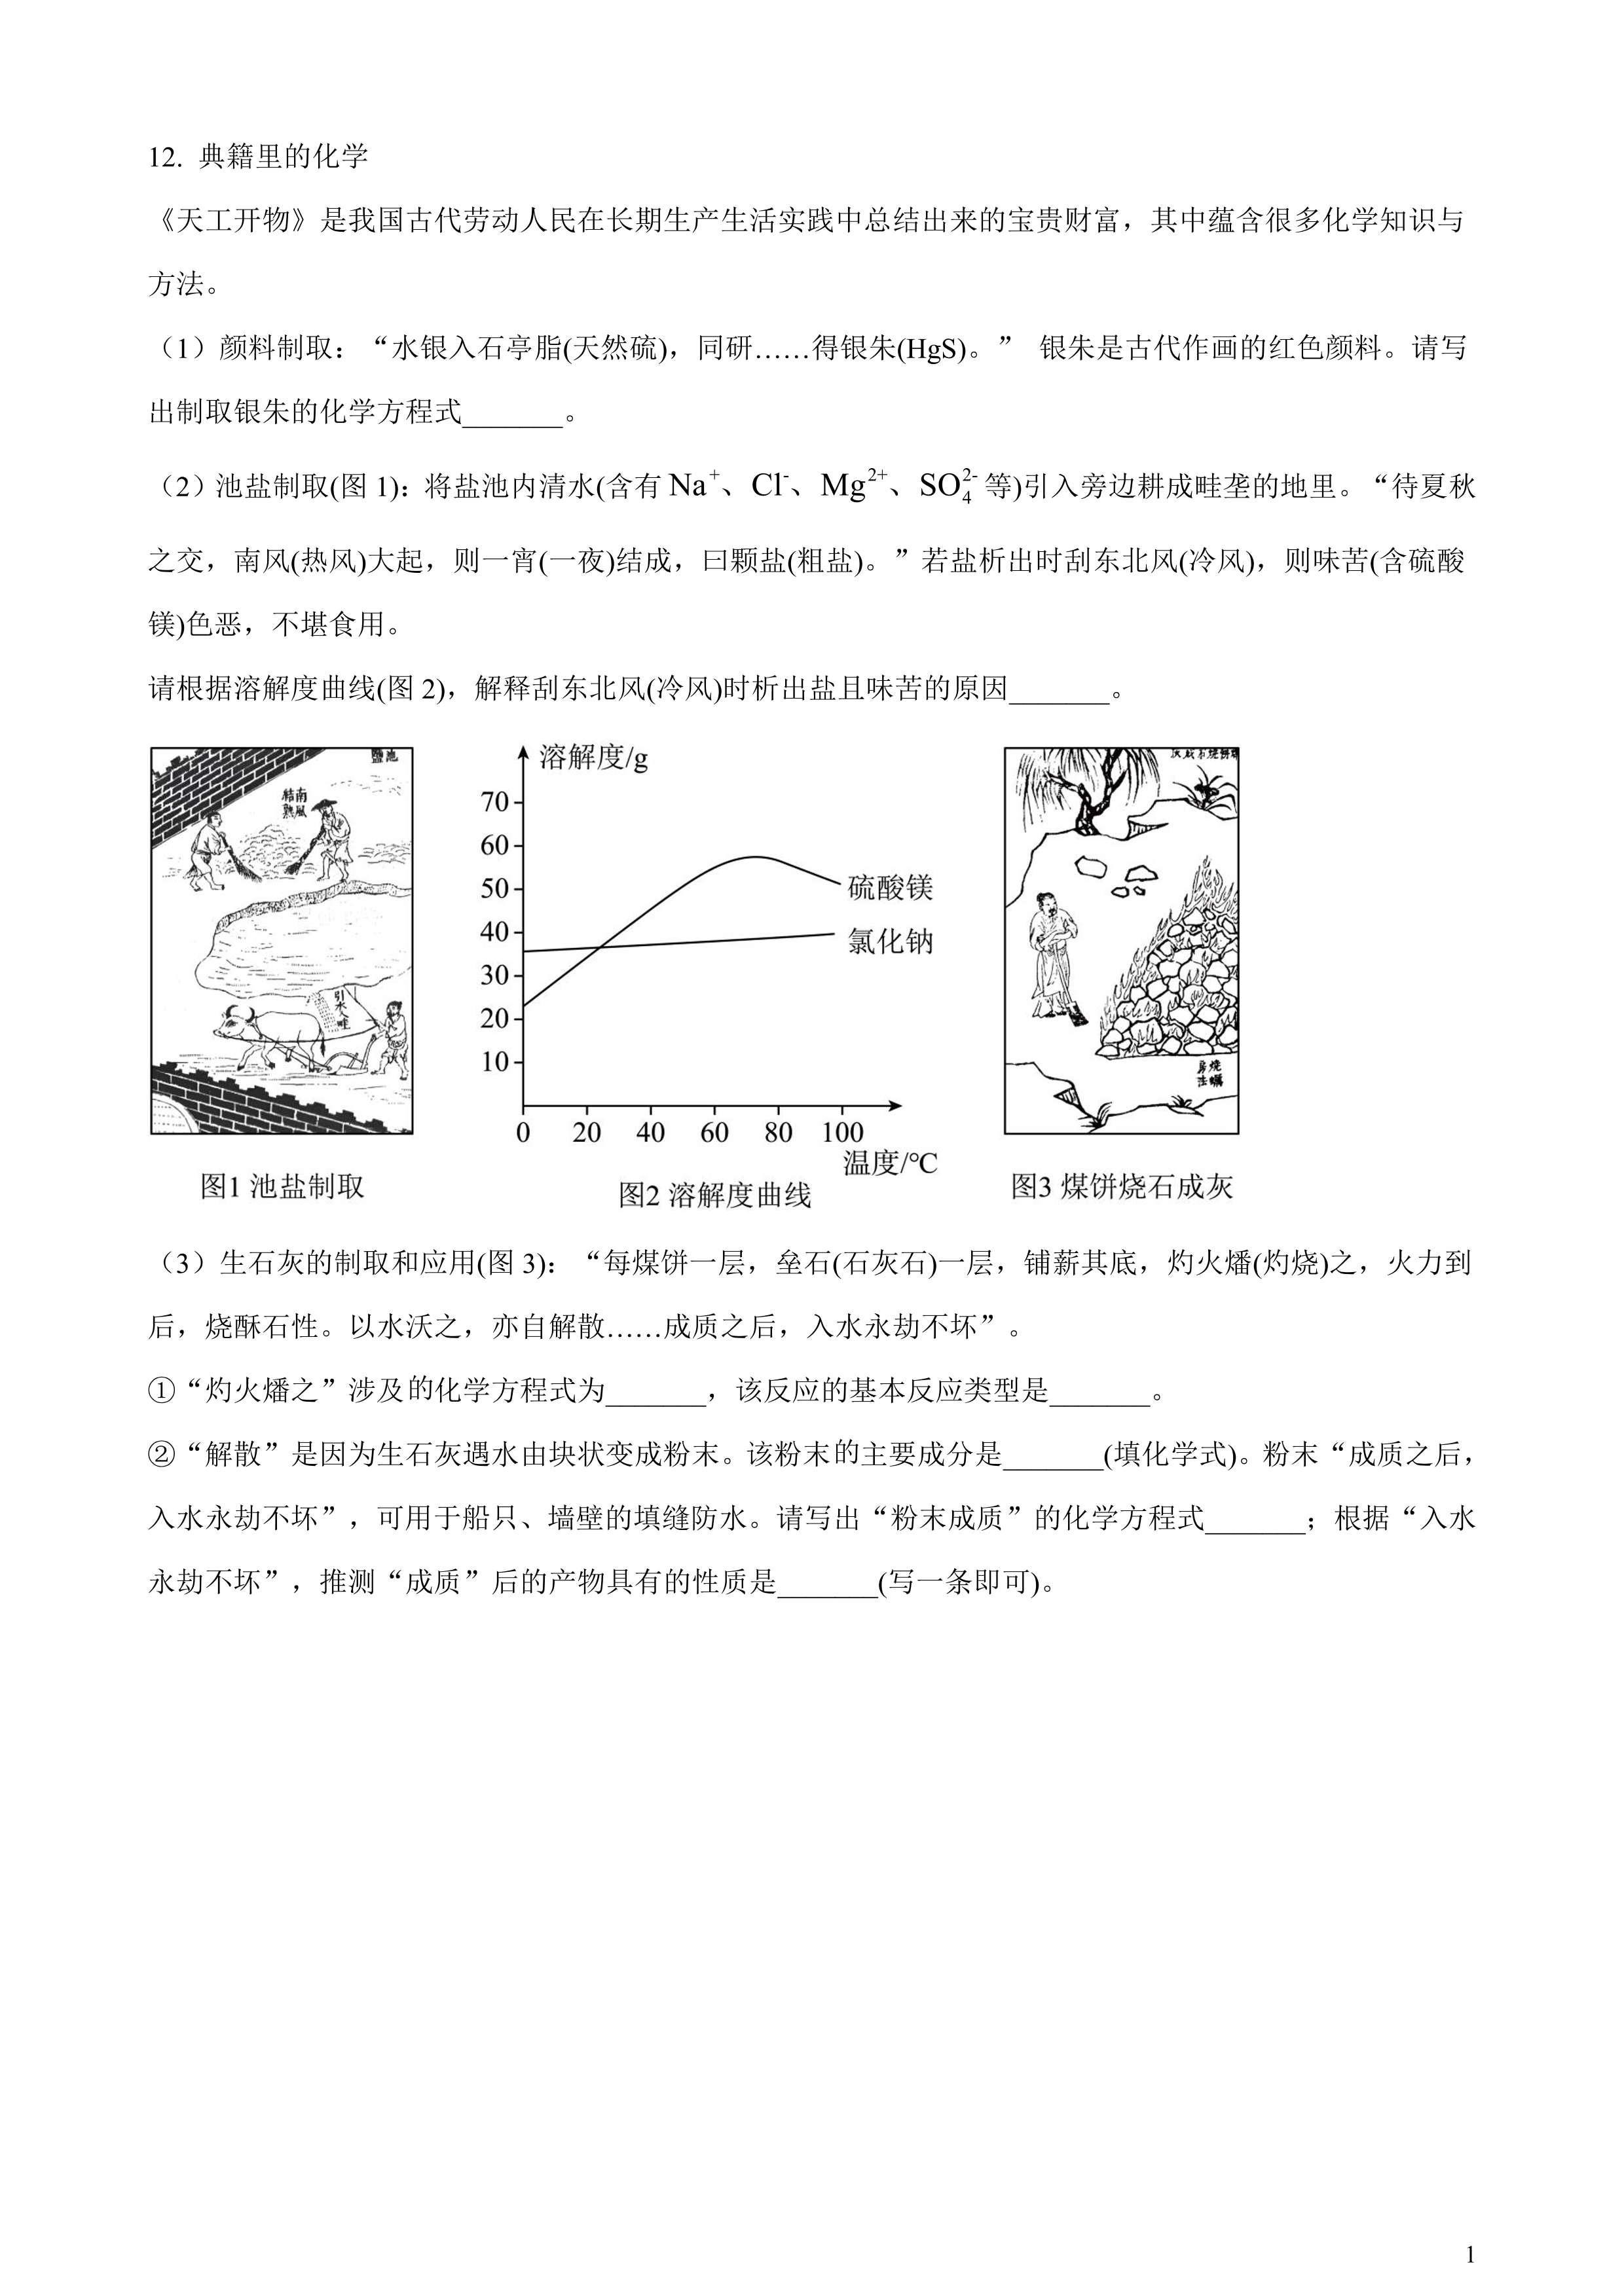 12. 典籍里的化学
《天工开物》是我国古代劳动人民在长期生产生活实践中总结出来的宝贵财富，其中蕴含很多化学知识与
方法。
（1）颜料制取：“水银入石亭脂(天然硫)，同研……得银朱(HgS)。” 银朱是古代作画的红色颜料。请写
出制取银朱的化学方程式_______。
（2）池盐制取(图 1)：将盐池内清水(含有 Na⁺、Cl⁻、Mg²⁺、SO₄²⁻ 等)引入旁边耕成畦垄的地里。“待夏秋
之交，南风(热风)大起，则一宵(一夜)结成，曰颗盐(粗盐)。”若盐析出时刮东北风(冷风)，则味苦(含硫酸
镁)色恶，不堪食用。
请根据溶解度曲线(图 2)，解释刮东北风(冷风)时析出盐且味苦的原因_______。
鹽池
南風
結熟
引水入畦
图1 池盐制取
溶解度/g
70
60
50
40
30
20
10
硫酸镁
氯化钠
0 20 40 60 80 100
温度/℃
图2 溶解度曲线
燒蠣
房法
图3 煤饼烧石成灰
（3）生石灰的制取和应用(图 3)：“每煤饼一层，垒石(石灰石)一层，铺薪其底，灼火燔(灼烧)之，火力到
后，烧酥石性。以水沃之，亦自解散……成质之后，入水永劫不坏”。
①“灼火燔之”涉及的化学方程式为_______，该反应的基本反应类型是_______。
②“解散”是因为生石灰遇水由块状变成粉末。该粉末的主要成分是_______(填化学式)。粉末“成质之后，
入水永劫不坏”，可用于船只、墙壁的填缝防水。请写出“粉末成质”的化学方程式_______；根据“入水
永劫不坏”，推测“成质”后的产物具有的性质是_______(写一条即可)。
1